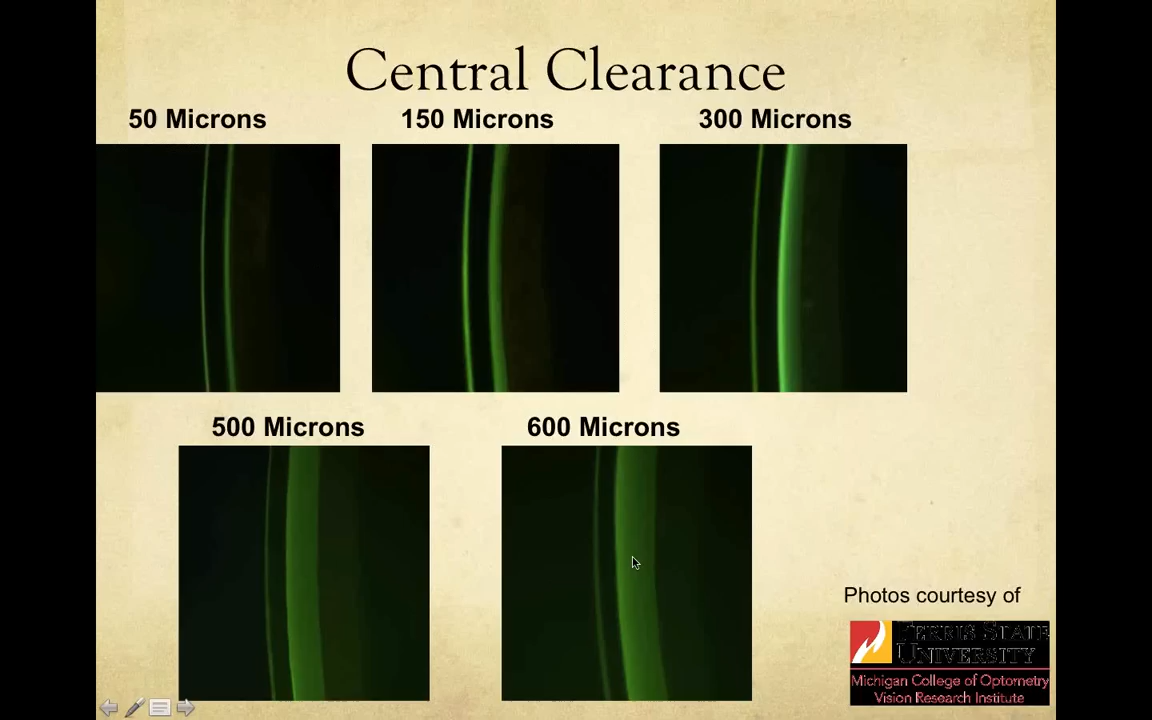 Central Clearance
50 Microns
150 Microns
300 Microns
500 Microns
600 Microns
Photos courtesy of
FERRIS STATE
UNIVERSITY
Michigan College of Optometry
Vision Research Institute